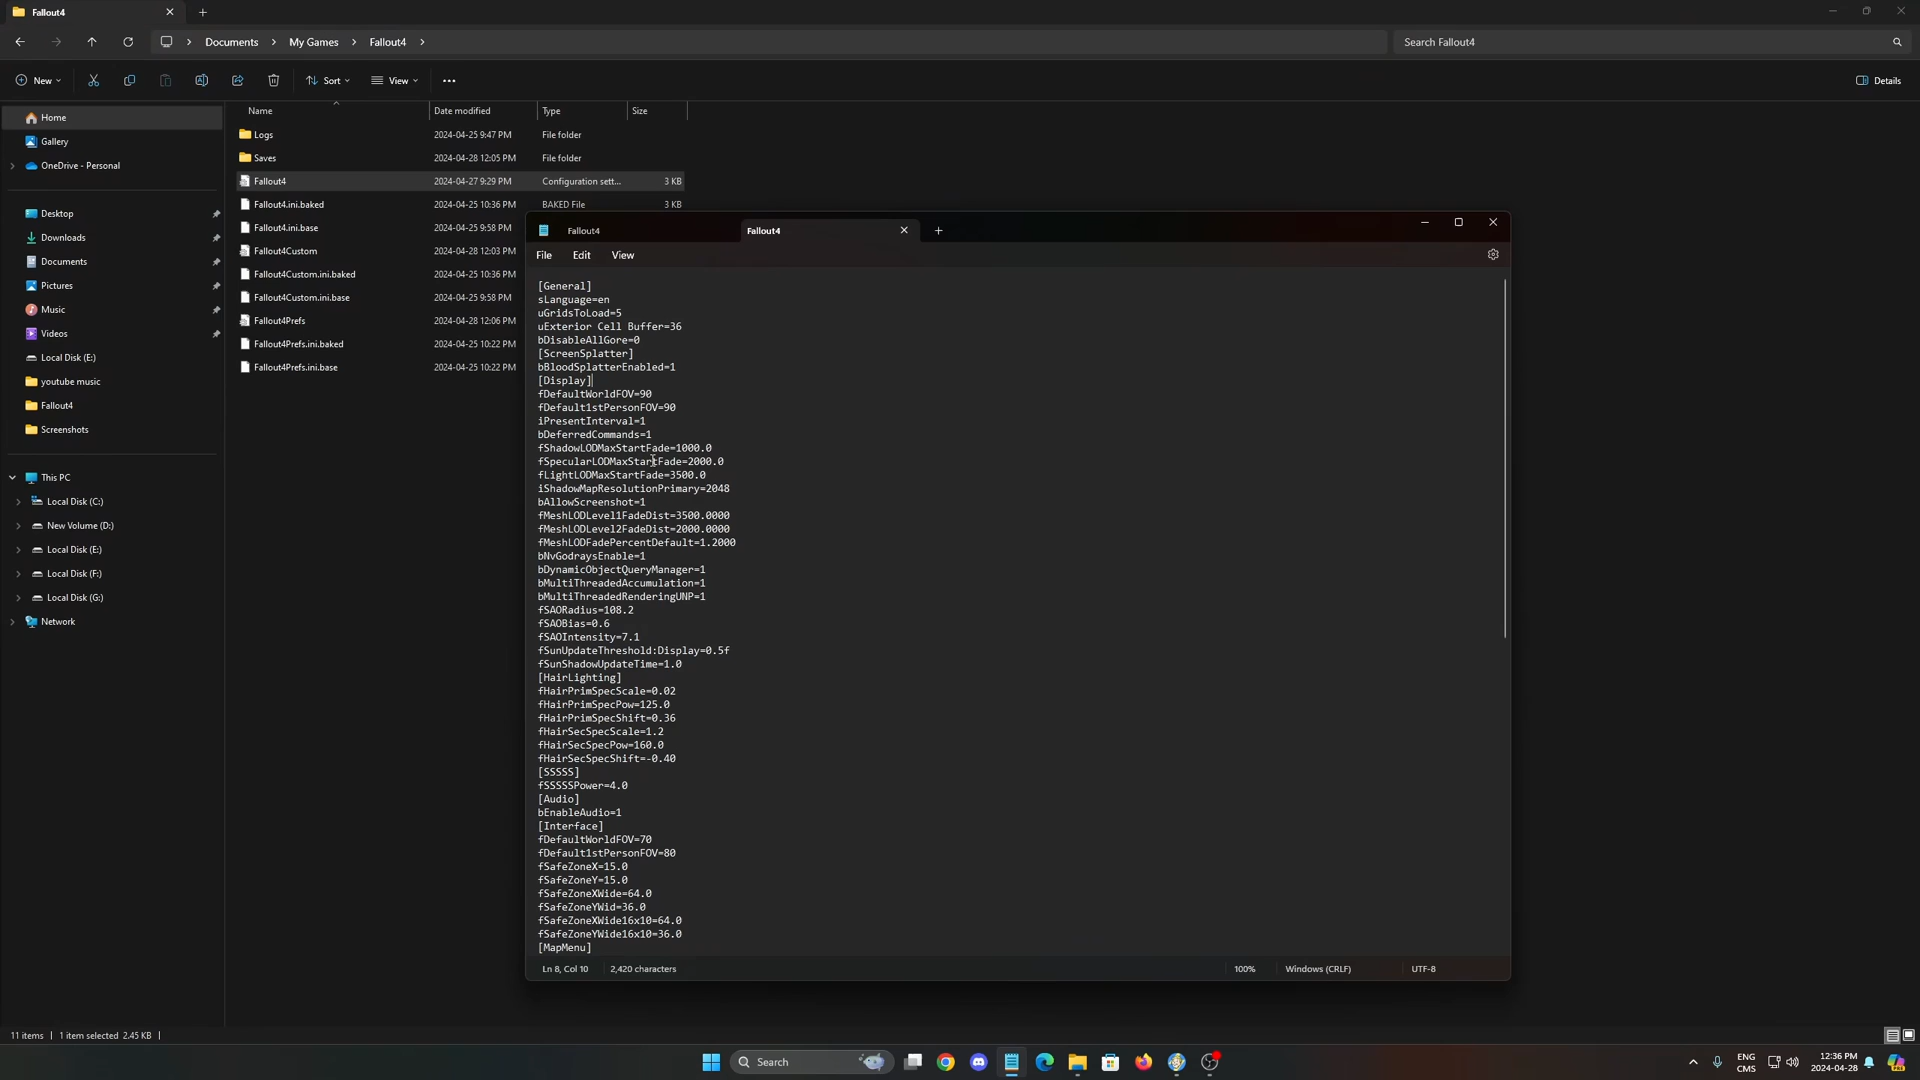 Fallout4
Documents > My Games > Fallout4 >
Search Fallout4
New
Sort
View
Details
Name
Date modified
Type
Size
Home
Gallery
OneDrive - Personal
Desktop
Downloads
Documents
Pictures
Music
Videos
Local Disk (E:)
youtube music
Fallout4
Screenshots
This PC
Local Disk (C:)
New Volume (D:)
Local Disk (E:)
Local Disk (F:)
Local Disk (G:)
Network
Logs 2024-04-25 9:47 PM File folder
Saves 2024-04-28 12:05 PM File folder
Fallout4 2024-04-27 9:29 PM Configuration sett... 3 KB
Fallout4.ini.baked 2024-04-25 10:36 PM BAKED File 3 KB
Fallout4.ini.base 2024-04-25 9:58 PM
Fallout4Custom 2024-04-28 12:03 PM
Fallout4Custom.ini.baked 2024-04-25 10:36 PM
Fallout4Custom.ini.base 2024-04-25 9:58 PM
Fallout4Prefs 2024-04-28 12:06 PM
Fallout4Prefs.ini.baked 2024-04-25 10:22 PM
Fallout4Prefs.ini.base 2024-04-25 10:22 PM
Fallout4
Fallout4
File
Edit
View
[General]
sLanguage=en
uGridsToLoad=5
uExterior Cell Buffer=36
bDisableAllGore=0
[ScreenSplatter]
bBloodSplatterEnabled=1
[Display]
fDefaultWorldFOV=90
fDefault1stPersonFOV=90
iPresentInterval=1
bDeferredCommands=1
fShadowLODMaxStartFade=1000.0
fSpecularLODMaxStartFade=2000.0
fLightLODMaxStartFade=3500.0
iShadowMapResolutionPrimary=2048
bAllowScreenshot=1
fMeshLODLevel1FadeDist=3500.0000
fMeshLODLevel2FadeDist=2000.0000
fMeshLODFadePercentDefault=1.2000
bNvGodraysEnable=1
bDynamicObjectQueryManager=1
bMultiThreadedAccumulation=1
bMultiThreadedRenderingUNP=1
fSAORadius=108.2
fSAOBias=0.6
fSAOIntensity=7.1
fSunUpdateThreshold:Display=0.5f
fSunShadowUpdateTime=1.0
[HairLighting]
fHairPrimSpecScale=0.02
fHairPrimSpecPow=125.0
fHairPrimSpecShift=0.36
fHairSecSpecScale=1.2
fHairSecSpecPow=160.0
fHairSecSpecShift=-0.40
[SSSSS]
fSSSSSPower=4.0
[Audio]
bEnableAudio=1
[Interface]
fDefaultWorldFOV=70
fDefault1stPersonFOV=80
fSafeZoneX=15.0
fSafeZoneY=15.0
fSafeZoneXWide=64.0
fSafeZoneYWid=36.0
fSafeZoneXWide16x10=64.0
fSafeZoneYWide16x10=36.0
[MapMenu]
Ln 8, Col 10
2,420 characters
100%
Windows (CRLF)
UTF-8
11 items
1 item selected 2.45 KB
Search
ENG
CMS
12:36 PM
2024-04-28